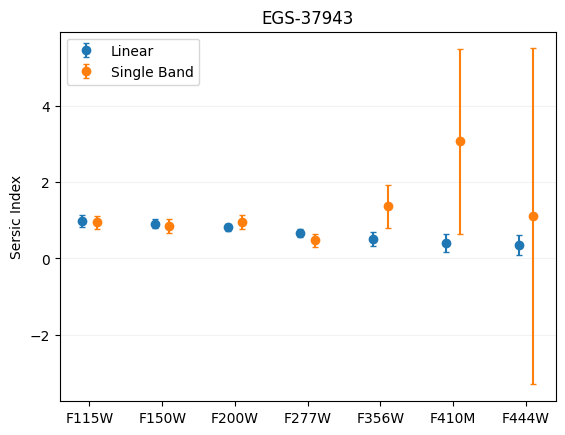 EGS-37943
Linear
Single Band
Sersic Index
4
2
0
−2
F115W F150W F200W F277W F356W F410M F444W